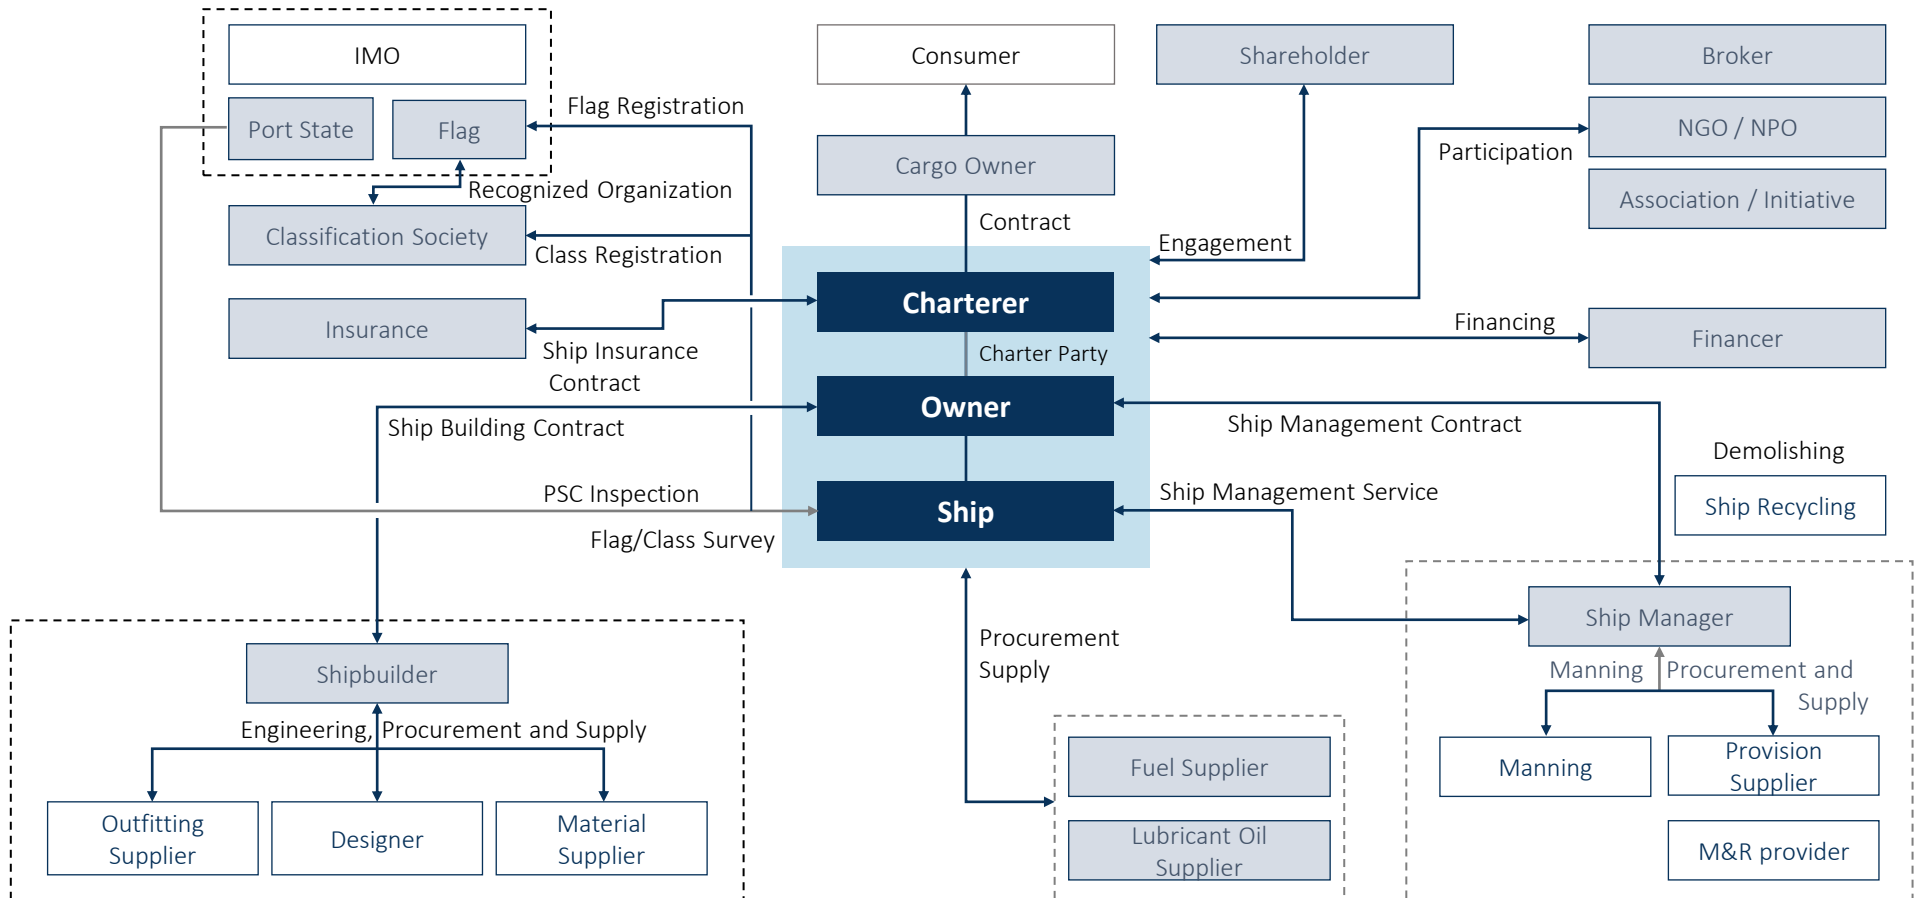 IMO
Consumer
Shareholder
Broker
Port State
Flag
Flag Registration
NGO / NPO
Participation
Cargo Owner
Recognized Organization
Association / Initiative
Classification Society
Contract
Class Registration
Engagement
Charterer
Insurance
Financing
Financer
Ship Insurance
Contract
Charter Party
Owner
Ship Building Contract
Ship Management Contract
Demolishing
PSC Inspection
Ship Management Service
Ship
Ship Recycling
Flag/Class Survey
Ship Manager
Procurement
Supply
Shipbuilder
Manning
Procurement and
Supply
Engineering, Procurement and Supply
Fuel Supplier
Manning
Provision
Supplier
Outfitting
Supplier
Designer
Material
Supplier
Lubricant Oil
Supplier
M&R provider